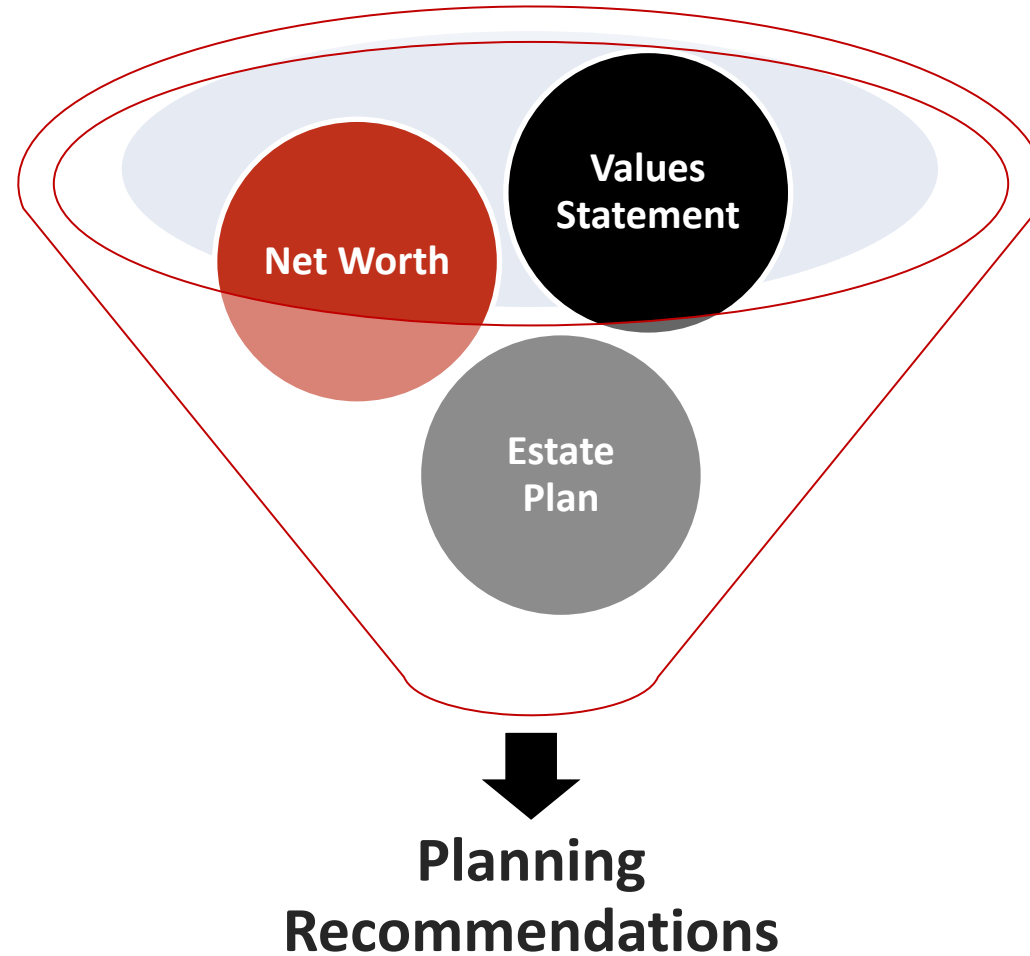 Values
Statement
Net Worth
Estate
Plan
Planning
Recommendations